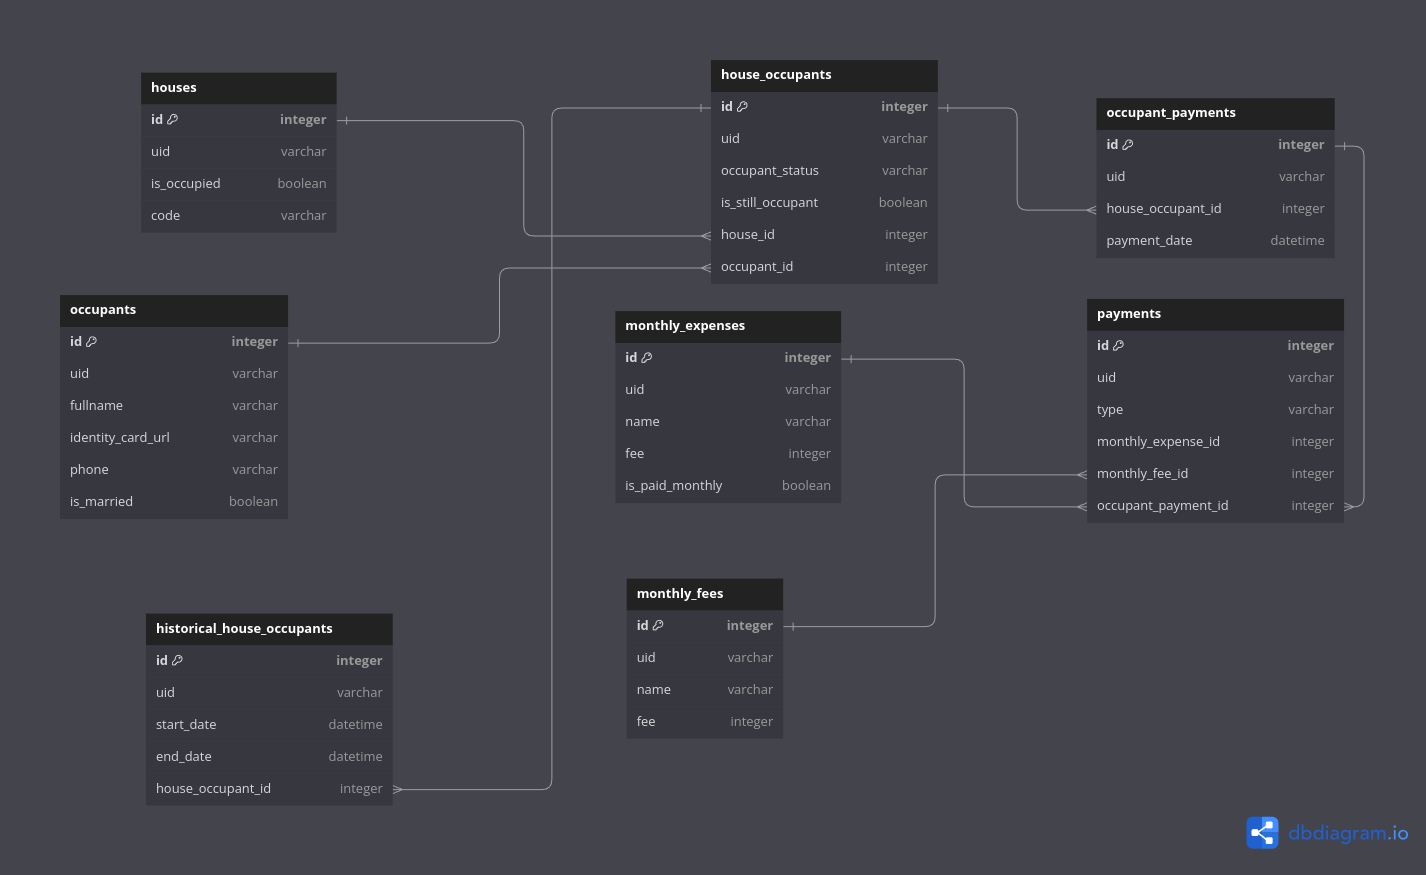 houses
id integer
uid varchar
is_occupied boolean
code varchar
house_occupants
id integer
uid varchar
occupant_status varchar
is_still_occupant boolean
house_id integer
occupant_id integer
occupant_payments
id integer
uid varchar
house_occupant_id integer
payment_date datetime
occupants
id integer
uid varchar
fullname varchar
identity_card_url varchar
phone varchar
is_married boolean
monthly_expenses
id integer
uid varchar
name varchar
fee integer
is_paid_monthly boolean
payments
id integer
uid varchar
type varchar
monthly_expense_id integer
monthly_fee_id integer
occupant_payment_id integer
historical_house_occupants
id integer
uid varchar
start_date datetime
end_date datetime
house_occupant_id integer
monthly_fees
id integer
uid varchar
name varchar
fee integer
dbdiagram.io